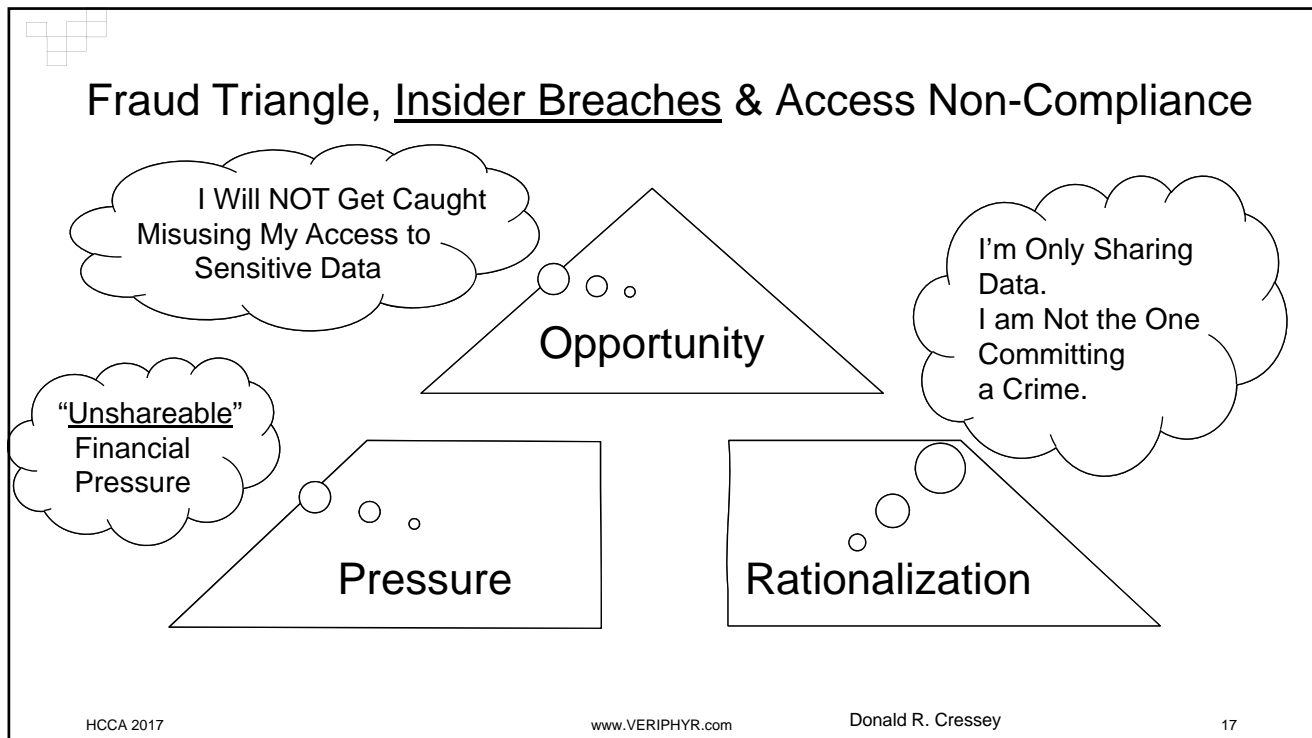 Fraud Triangle, Insider Breaches & Access Non-Compliance
I Will NOT Get Caught
Misusing My Access to
Sensitive Data
I’m Only Sharing
Data.
I am Not the One
Committing
a Crime.
Opportunity
“Unshareable”
Financial
Pressure
Pressure
Rationalization
HCCA 2017
www.VERIPHYR.com
Donald R. Cressey
17